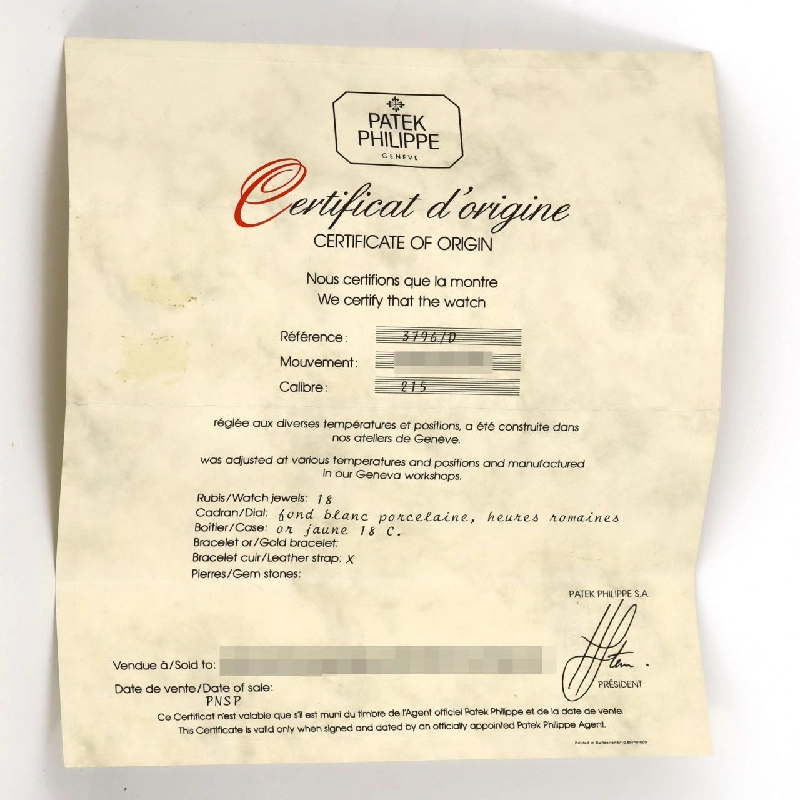 PATEK
PHILIPPE
GENEVE
Certificat d'origine
CERTIFICATE OF ORIGIN
Nous certifions que la montre
We certify that the watch
Référence: 3796/D
Mouvement:
Calibre: 215
réglée aux diverses températures et positions, a été construite dans
nos ateliers de Genève.
was adjusted at various temperatures and positions and manufactured
in our Geneva workshops.
Rubis/Watch jewels: 18
Cadran/Dial: fond blanc porcelaine, heures romaines
Boîtier/Case: or jaune 18 C.
Bracelet or/Gold bracelet:
Bracelet cuir/Leather strap: X
Pierres/Gem stones:
PATEK PHILIPPE S.A.
PRÉSIDENT
Vendue à/Sold to:
Date de vente/Date of sale:
PNSP
Ce Certificat n'est valable que s'il est muni du timbre de l'Agent officiel Patek Philippe et de la date de vente.
This Certificate is valid only when signed and dated by an officially appointed Patek Philippe Agent.